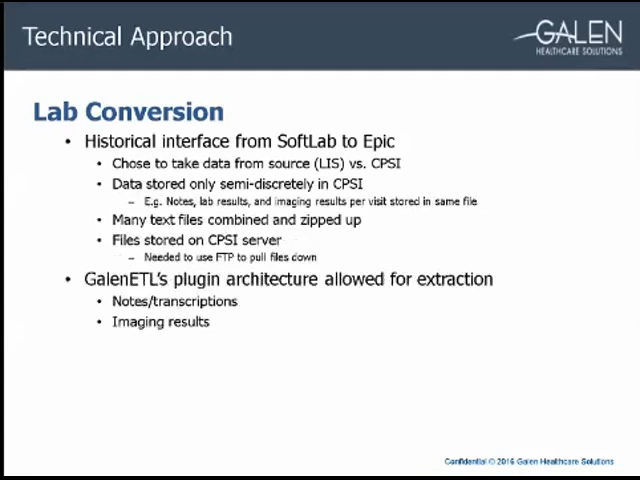 Technical Approach
GALEN
HEALTHCARE SOLUTIONS
Lab Conversion
• Historical interface from SoftLab to Epic
• Chose to take data from source (LIS) vs. CPSI
• Data stored only semi-discretely in CPSI
– E.g. Notes, lab results, and imaging results per visit stored in same file
• Many text files combined and zipped up
• Files stored on CPSI server
– Needed to use FTP to pull files down
• GalenETL's plugin architecture allowed for extraction
• Notes/transcriptions
• Imaging results
Confidential © 2016 Galen Healthcare Solutions